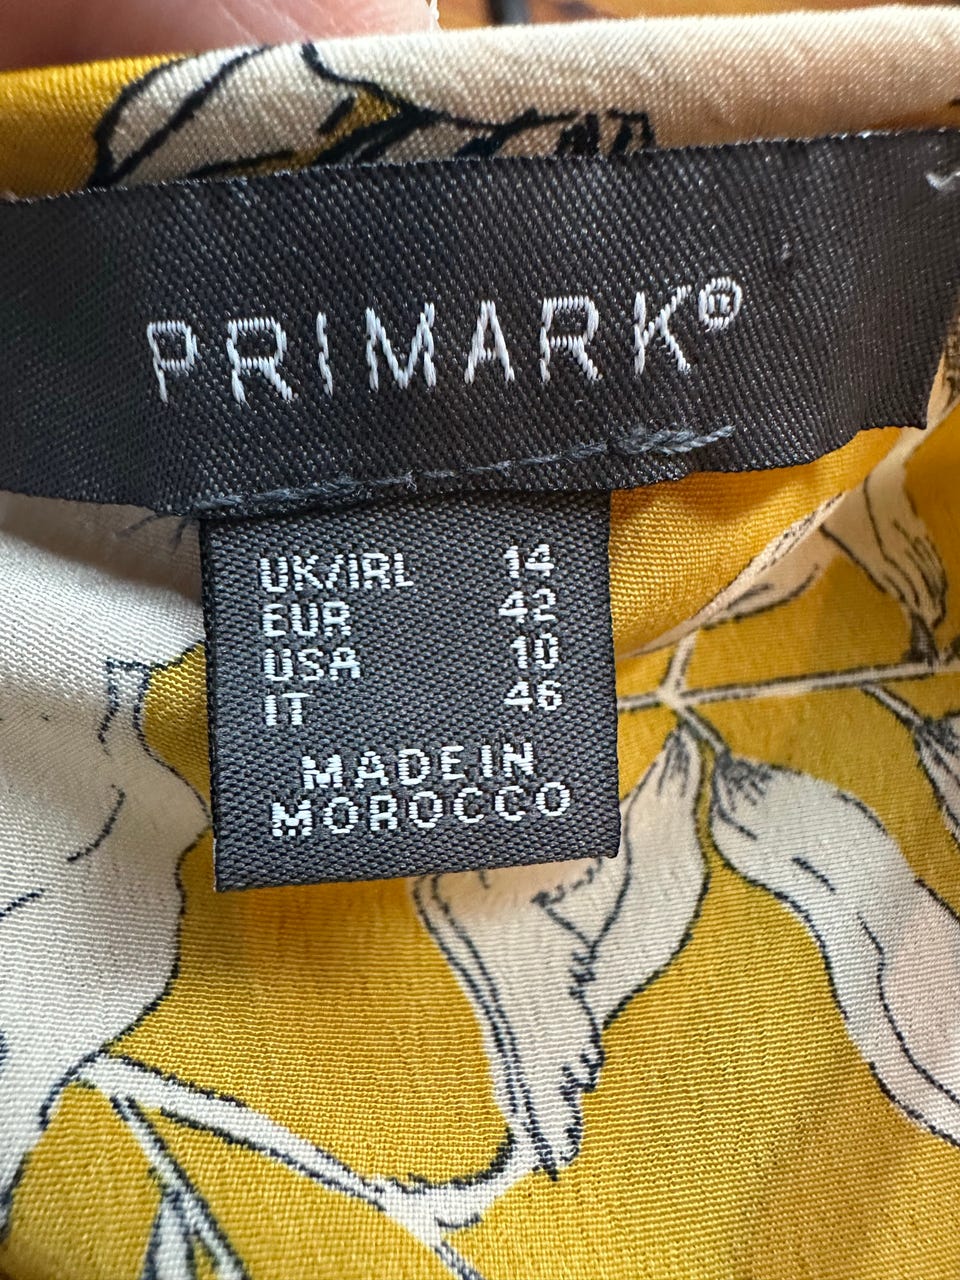 PRIMARK®
UK/IRL 14
EUR 42
USA 10
IT 46
MADE IN
MOROCCO